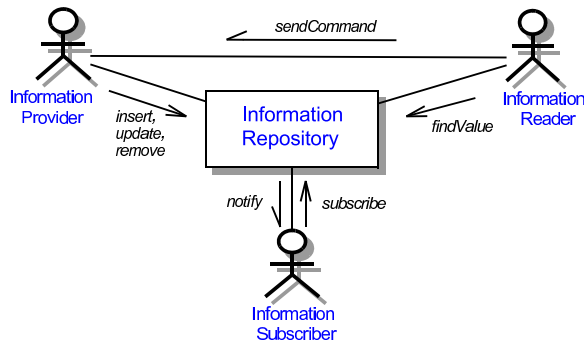 sendCommand
Information
Provider
insert,
update,
remove
Information
Repository
findValue
Information
Reader
notify
subscribe
Information
Subscriber